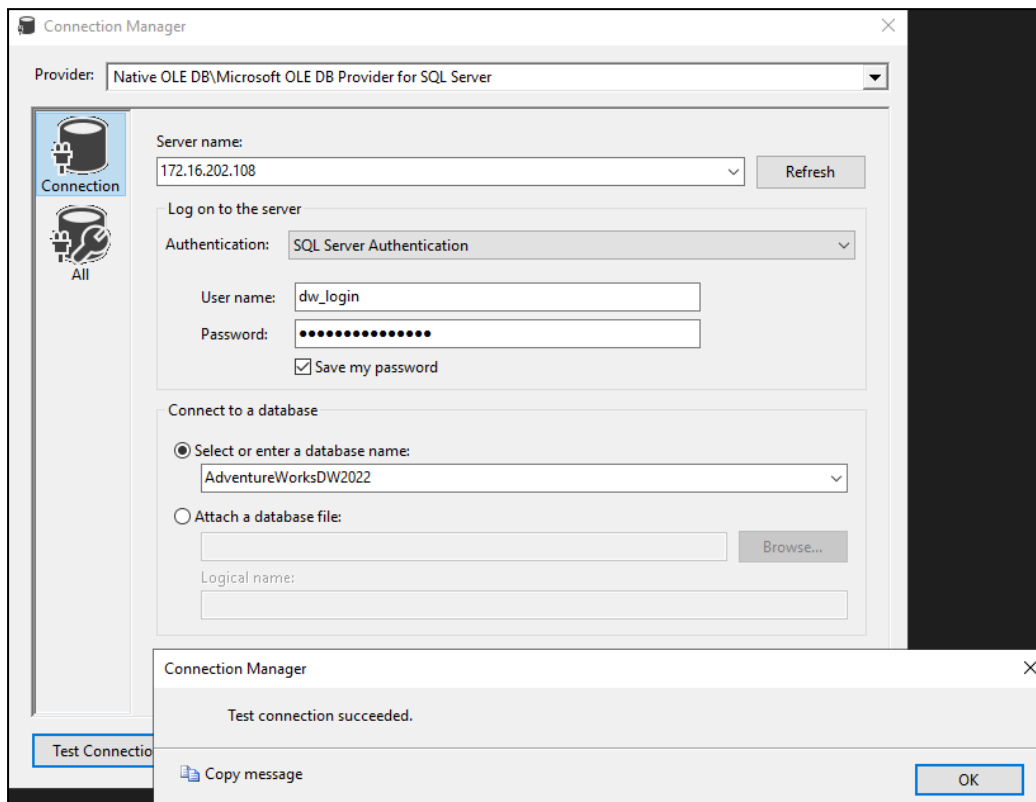 Connection Manager
Provider: Native OLE DB\Microsoft OLE DB Provider for SQL Server
Connection
All
Server name:
172.16.202.108 Refresh
Log on to the server
Authentication: SQL Server Authentication
User name: dw_login
Password: ●●●●●●●●●●●●●●●
Save my password
Connect to a database
Select or enter a database name:
AdventureWorksDW2022
Attach a database file:
Browse...
Logical name:
Test Connectio
Connection Manager
Test connection succeeded.
Copy message
OK